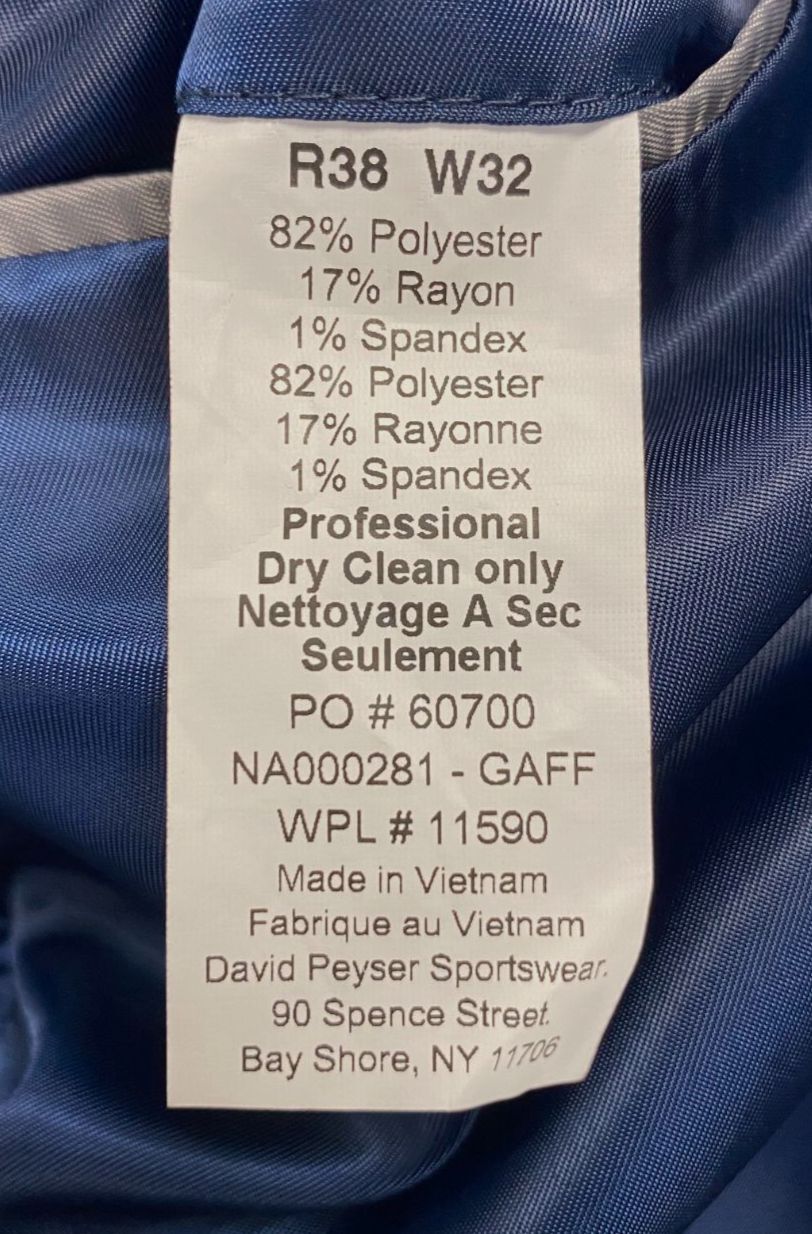 R38 W32
82% Polyester
17% Rayon
1% Spandex
82% Polyester
17% Rayonne
1% Spandex
Professional
Dry Clean only
Nettoyage A Sec
Seulement
PO # 60700
NA000281 - GAFF
WPL # 11590
Made in Vietnam
Fabrique au Vietnam
David Peyser Sportswear.
90 Spence Street.
Bay Shore, NY 11706